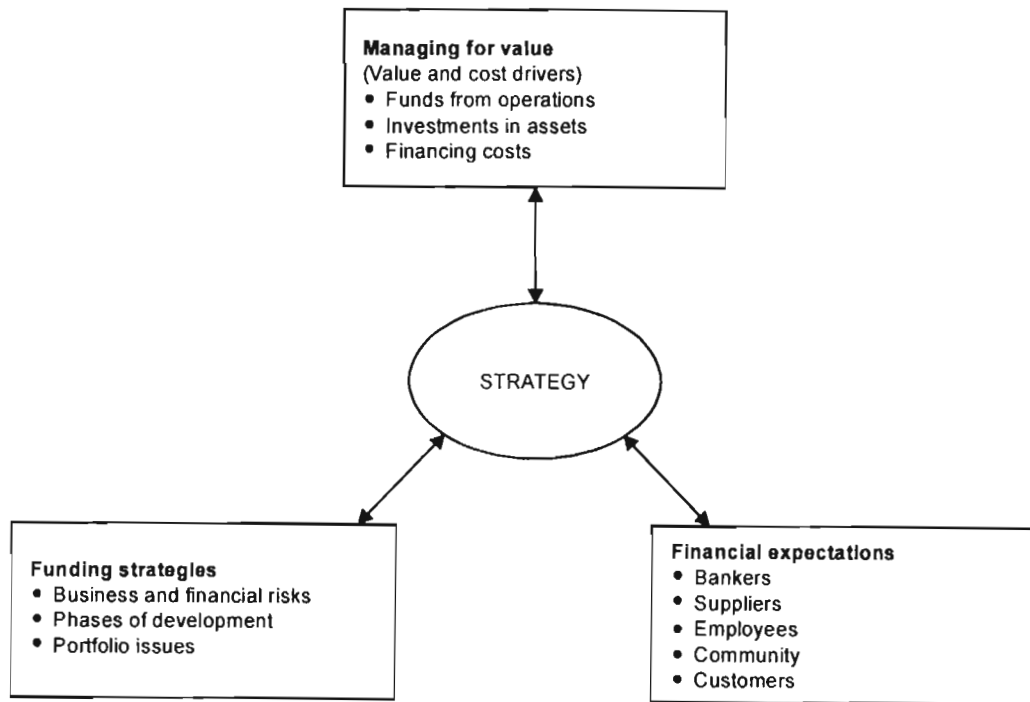 Managing for value
(Value and cost drivers)
• Funds from operations
• Investments in assets
• Financing costs
STRATEGY
Funding strategies
• Business and financial risks
• Phases of development
• Portfolio issues
Financial expectations
• Bankers
• Suppliers
• Employees
• Community
• Customers